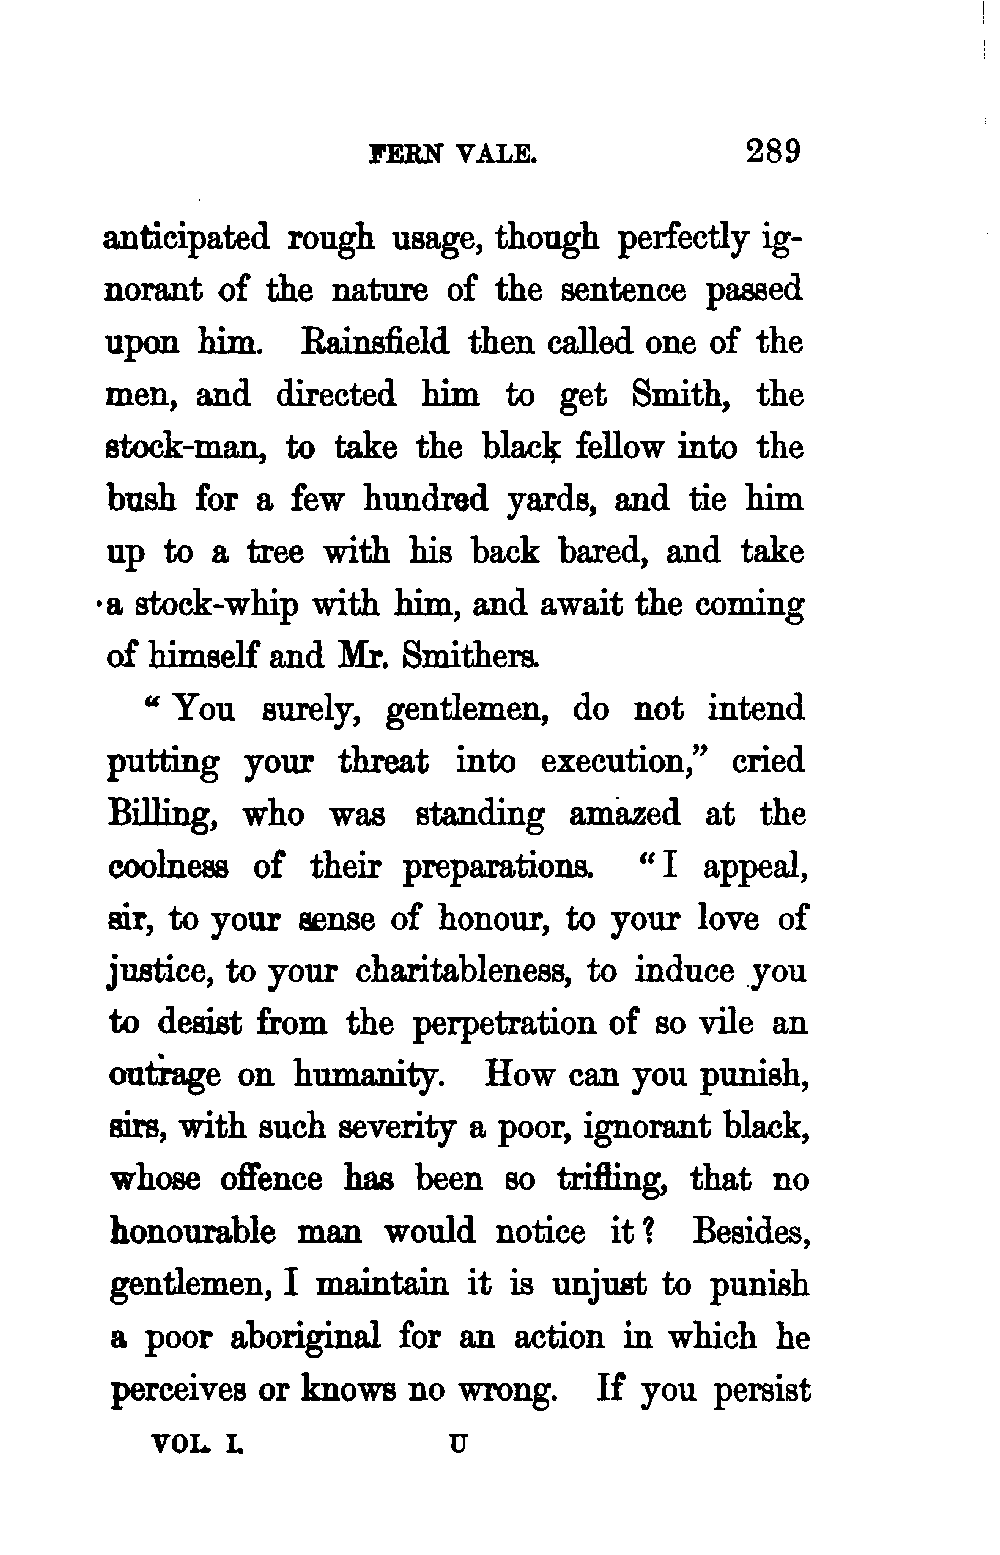 FERN VALE. 289
anticipated rough usage, though perfectly ig-
norant of the nature of the sentence passed
upon him. Rainsfield then called one of the
men, and directed him to get Smith, the
stock-man, to take the black fellow into the
bush for a few hundred yards, and tie him
up to a tree with his back bared, and take
a stock-whip with him, and await the coming
of himself and Mr. Smithers.
“ You surely, gentlemen, do not intend
putting your threat into execution,” cried
Billing, who was standing amazed at the
coolness of their preparations. “ I appeal,
sir, to your sense of honour, to your love of
justice, to your charitableness, to induce you
to desist from the perpetration of so vile an
outrage on humanity. How can you punish,
sirs, with such severity a poor, ignorant black,
whose offence has been so trifling, that no
honourable man would notice it? Besides,
gentlemen, I maintain it is unjust to punish
a poor aboriginal for an action in which he
perceives or knows no wrong. If you persist
VOL. I. U